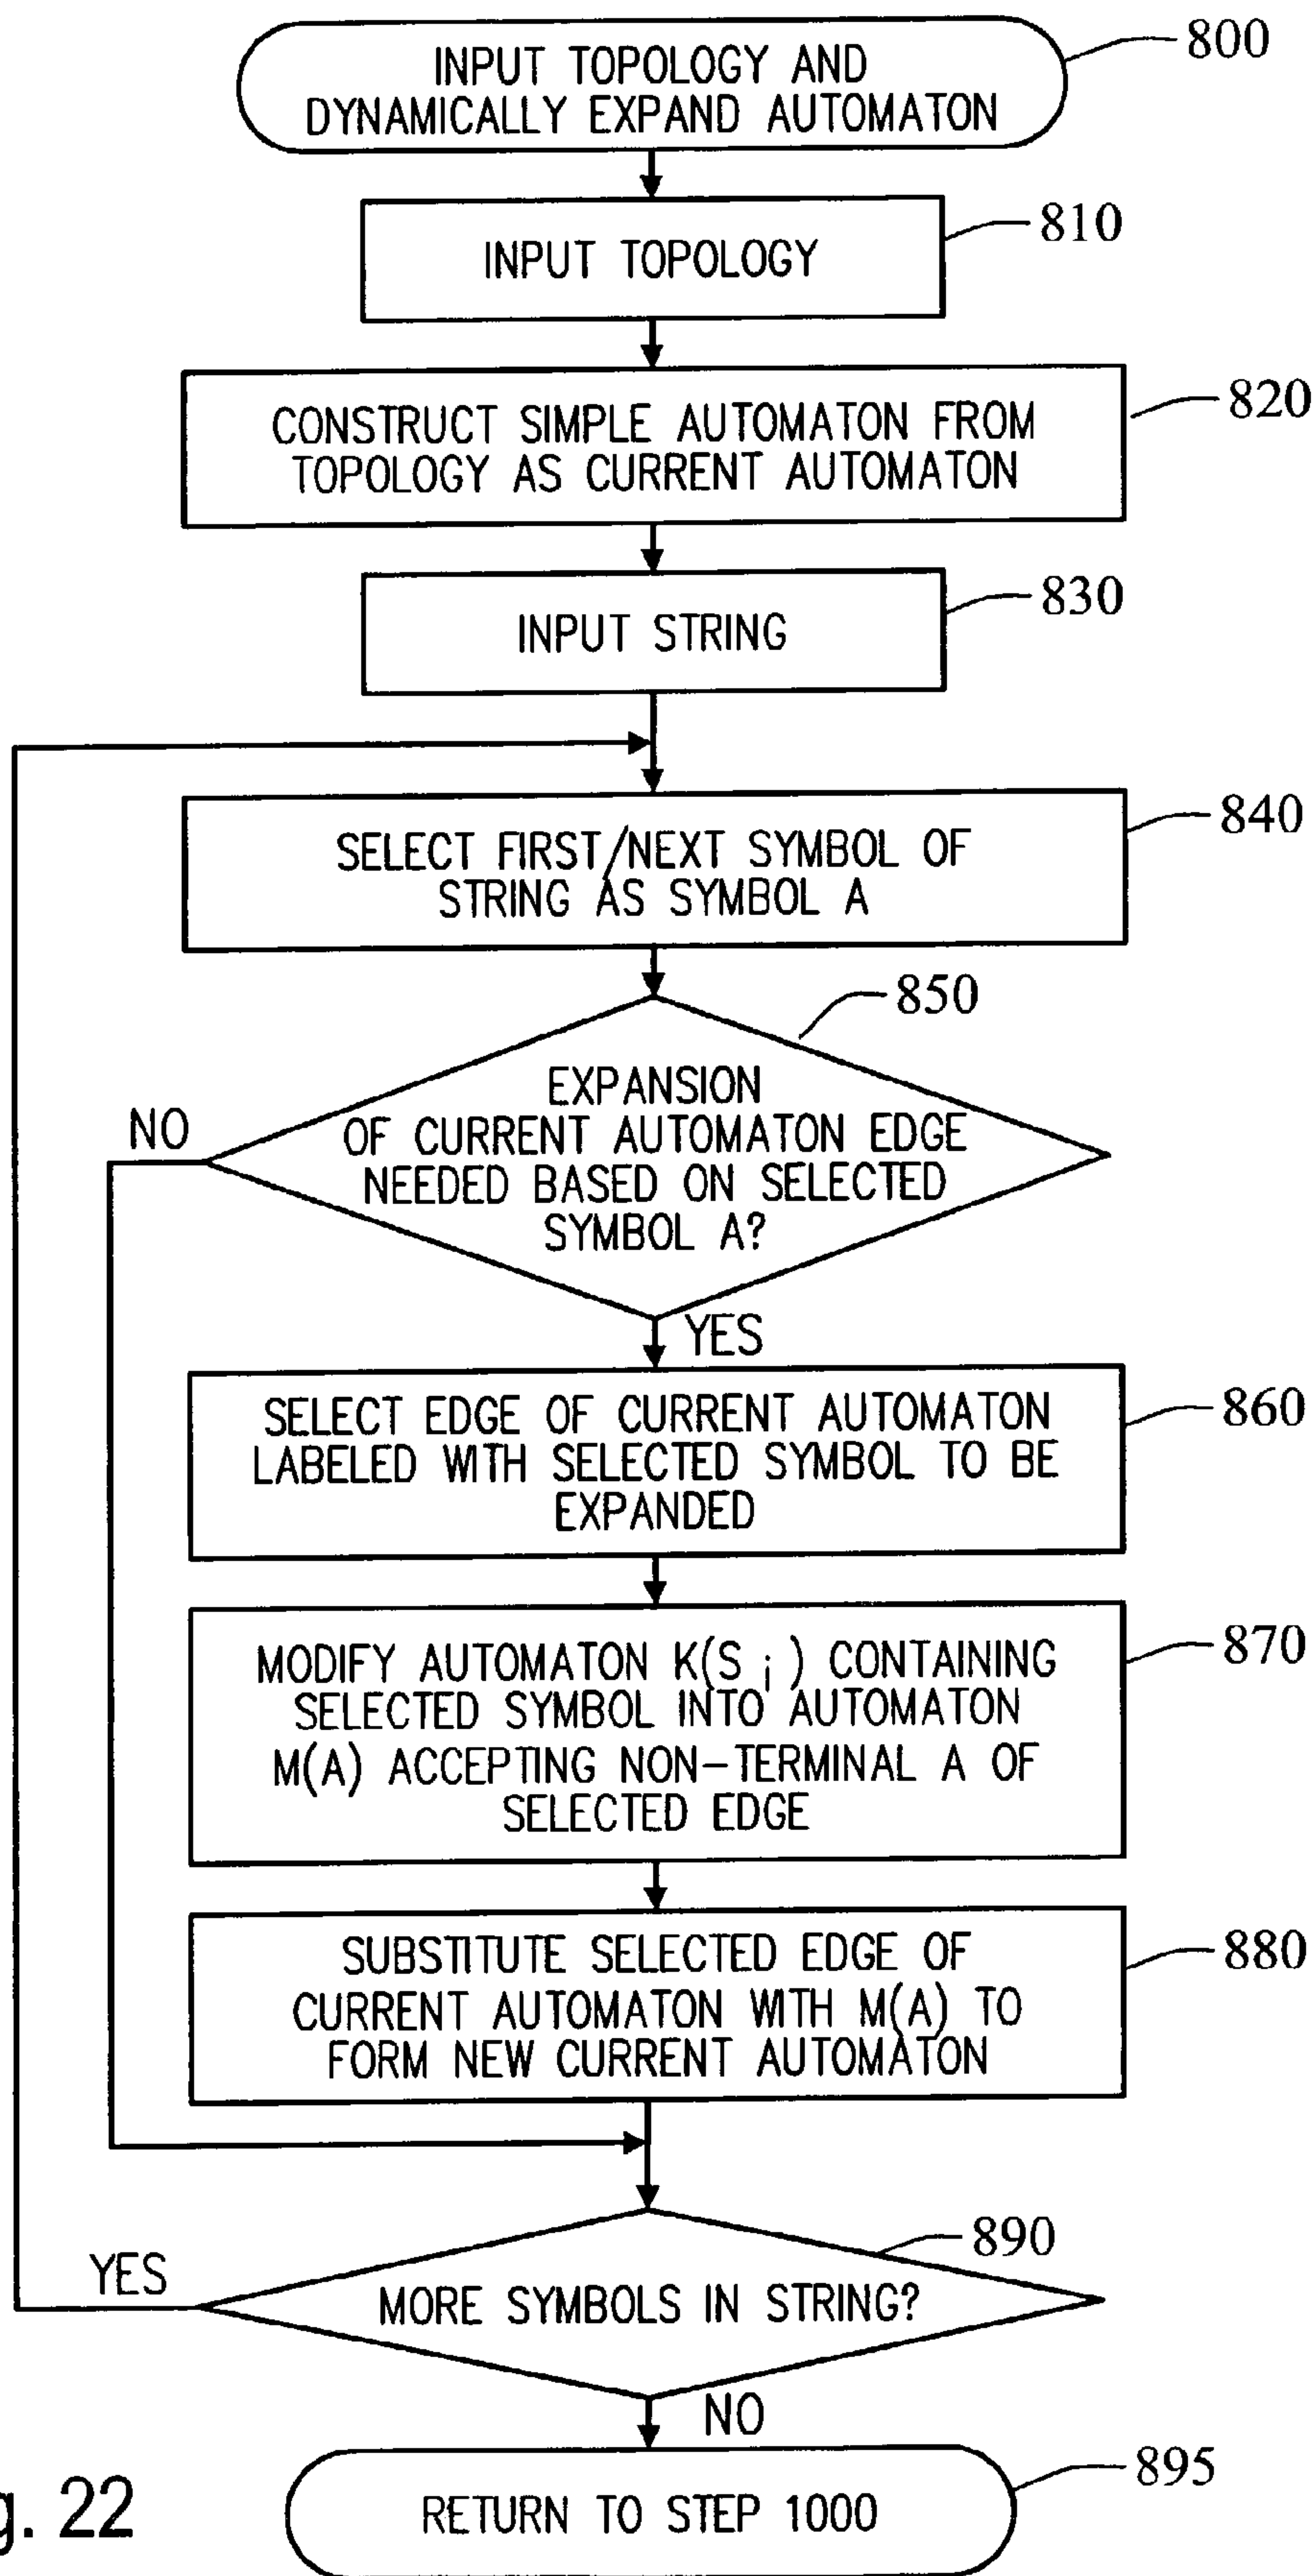 INPUT TOPOLOGY AND
DYNAMICALLY EXPAND AUTOMATON
800
INPUT TOPOLOGY
810
CONSTRUCT SIMPLE AUTOMATON FROM
TOPOLOGY AS CURRENT AUTOMATON
820
INPUT STRING
830
SELECT FIRST/NEXT SYMBOL OF
STRING AS SYMBOL A
840
850
EXPANSION
OF CURRENT AUTOMATON EDGE
NEEDED BASED ON SELECTED
SYMBOL A?
NO
YES
SELECT EDGE OF CURRENT AUTOMATON
LABELED WITH SELECTED SYMBOL TO BE
EXPANDED
860
MODIFY AUTOMATON K(S i) CONTAINING
SELECTED SYMBOL INTO AUTOMATON
M(A) ACCEPTING NON-TERMINAL A OF
SELECTED EDGE
870
SUBSTITUTE SELECTED EDGE OF
CURRENT AUTOMATON WITH M(A) TO
FORM NEW CURRENT AUTOMATON
880
890
MORE SYMBOLS IN STRING?
YES
NO
RETURN TO STEP 1000
895
g. 22